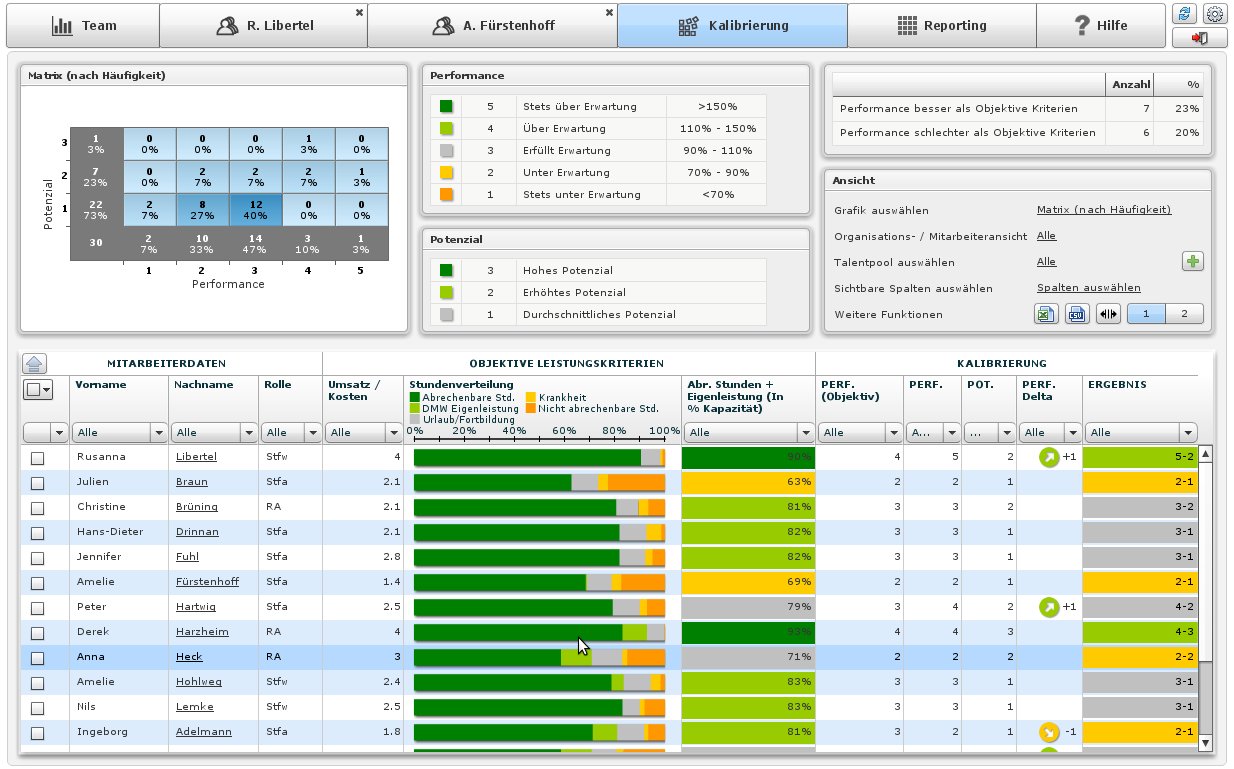 Team
R. Libertel
A. Fürstenhoff
Kalibrierung
Reporting
Hilfe
Matrix (nach Häufigkeit)
Potenzial
3 1 0 0 0 1 0
3% 0% 0% 0% 3% 0%
2 7 0 2 2 2 1
23% 0% 7% 7% 7% 3%
1 22 2 8 12 0 0
73% 7% 27% 40% 0% 0%
30 2 10 14 3 1
7% 33% 47% 10% 3%
1 2 3 4 5
Performance
Performance
5 Stets über Erwartung >150%
4 Über Erwartung 110% - 150%
3 Erfüllt Erwartung 90% - 110%
2 Unter Erwartung 70% - 90%
1 Stets unter Erwartung <70%
Potenzial
3 Hohes Potenzial
2 Erhöhtes Potenzial
1 Durchschnittliches Potenzial
Anzahl %
Performance besser als Objektive Kriterien 7 23%
Performance schlechter als Objektive Kriterien 6 20%
Ansicht
Grafik auswählen Matrix (nach Häufigkeit)
Organisations- / Mitarbeiteransicht Alle
Talentpool auswählen Alle
Sichtbare Spalten auswählen Spalten auswählen
Weitere Funktionen CSV 1 2
MITARBEITERDATEN OBJEKTIVE LEISTUNGSKRITERIEN KALIBRIERUNG
Vorname Nachname Rolle
Umsatz /
Kosten
Stundenverteilung
Abrechenbare Std. Krankheit
DMW Eigenleistung Nicht abrechenbare Std.
Urlaub/Fortbildung
0% 20% 40% 60% 80% 100%
Abr. Stunden +
Eigenleistung (In
% Kapazität)
PERF.
(Objektiv)
PERF. POT.
PERF.
Delta
ERGEBNIS
Alle Alle Alle Alle Alle Alle A... ... Alle Alle
Rusanna Libertel Stfw 4 90% 4 5 2 +1 5-2
Julien Braun Stfa 2.1 63% 2 2 1 2-1
Christine Brüning RA 2.1 81% 3 3 2 3-2
Hans-Dieter Drinnan Stfa 2.1 82% 3 3 1 3-1
Jennifer Fuhl Stfa 2.8 82% 3 3 1 3-1
Amelie Fürstenhoff Stfa 1.4 69% 2 2 1 2-1
Peter Hartwig Stfa 2.5 79% 3 4 2 +1 4-2
Derek Harzheim RA 4 93% 4 4 3 4-3
Anna Heck RA 3 71% 2 2 2 2-2
Amelie Hohlweg Stfw 2.4 83% 3 3 1 3-1
Nils Lemke Stfw 2.5 83% 3 3 1 3-1
Ingeborg Adelmann Stfa 1.8 81% 3 2 1 -1 2-1